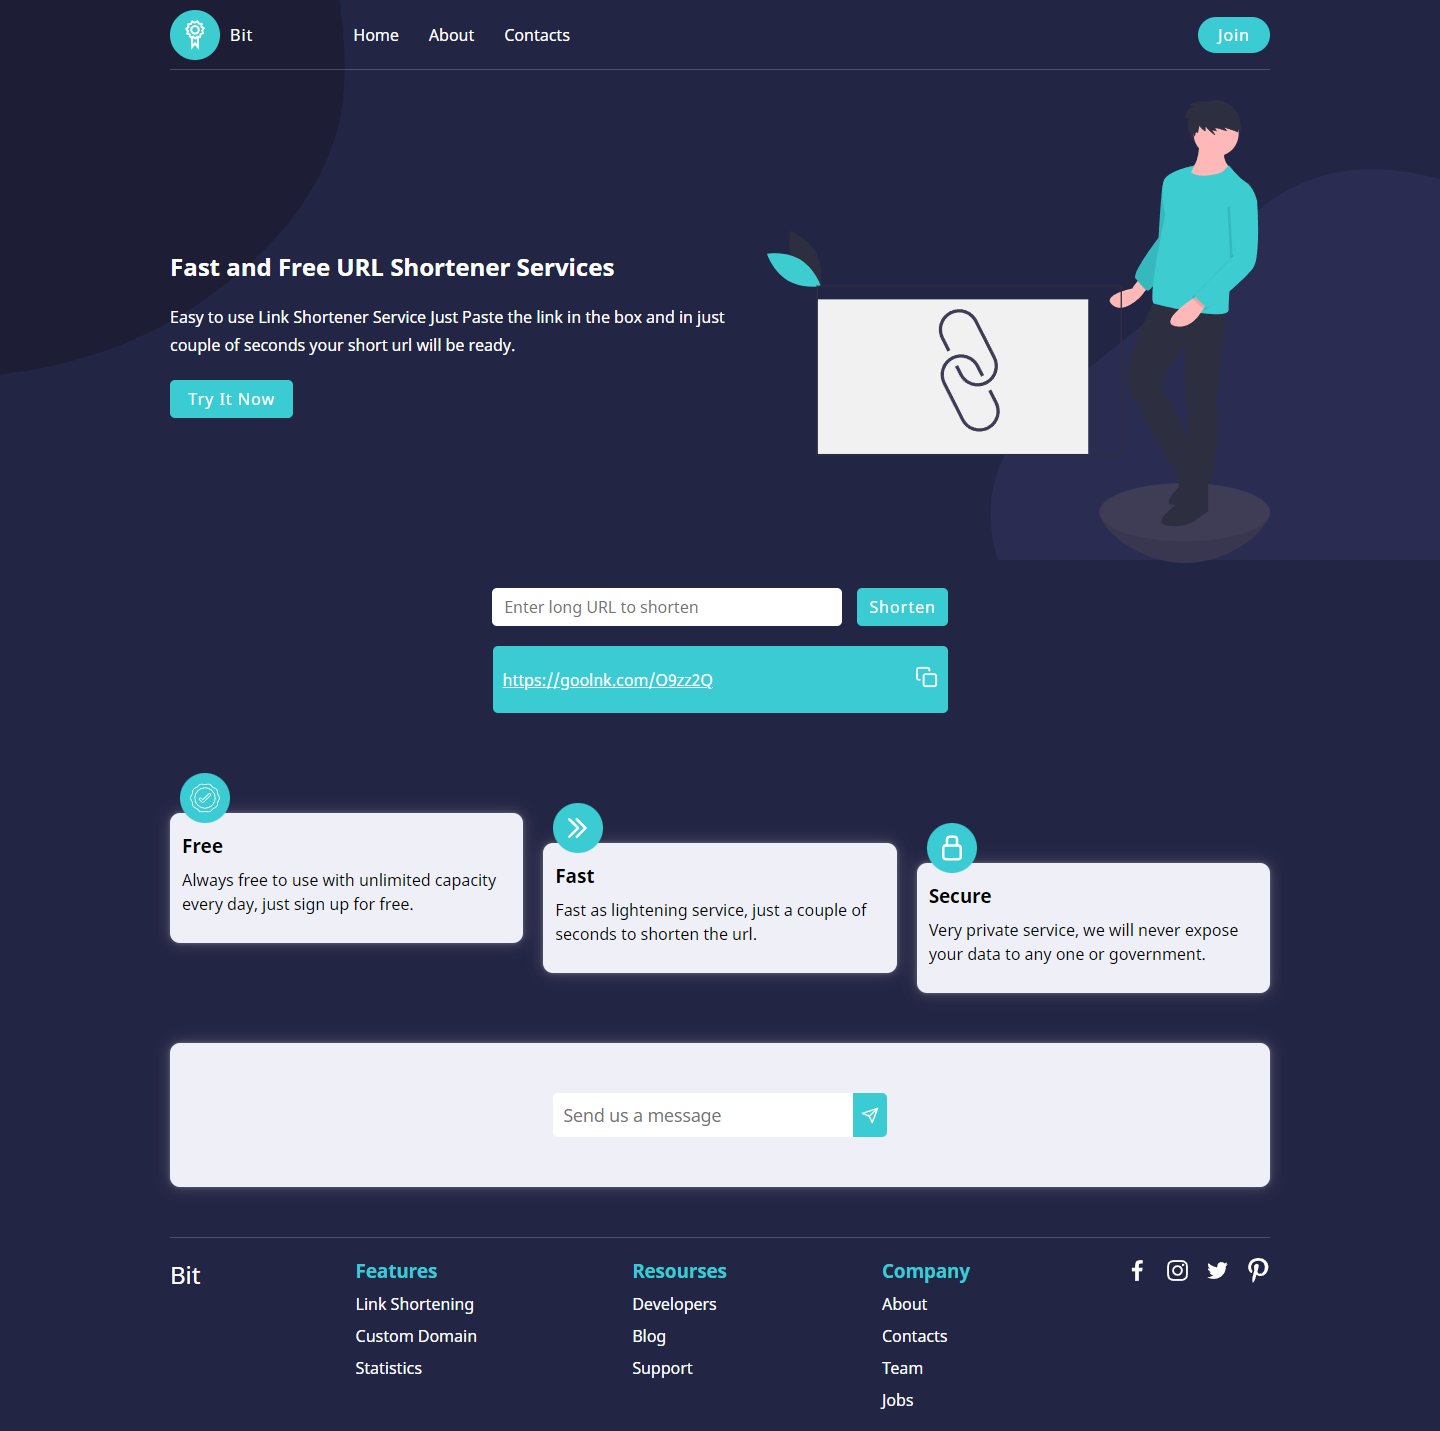 Bit
Home
About
Contacts
Join
Fast and Free URL Shortener Services
Easy to use Link Shortener Service Just Paste the link in the box and in just
couple of seconds your short url will be ready.
Try It Now
Enter long URL to shorten
Shorten
https://goolnk.com/O9zz2Q
Free
Always free to use with unlimited capacity
every day, just sign up for free.
Fast
Fast as lightening service, just a couple of
seconds to shorten the url.
Secure
Very private service, we will never expose
your data to any one or government.
Send us a message
Bit
Features
Link Shortening
Custom Domain
Statistics
Resourses
Developers
Blog
Support
Company
About
Contacts
Team
Jobs